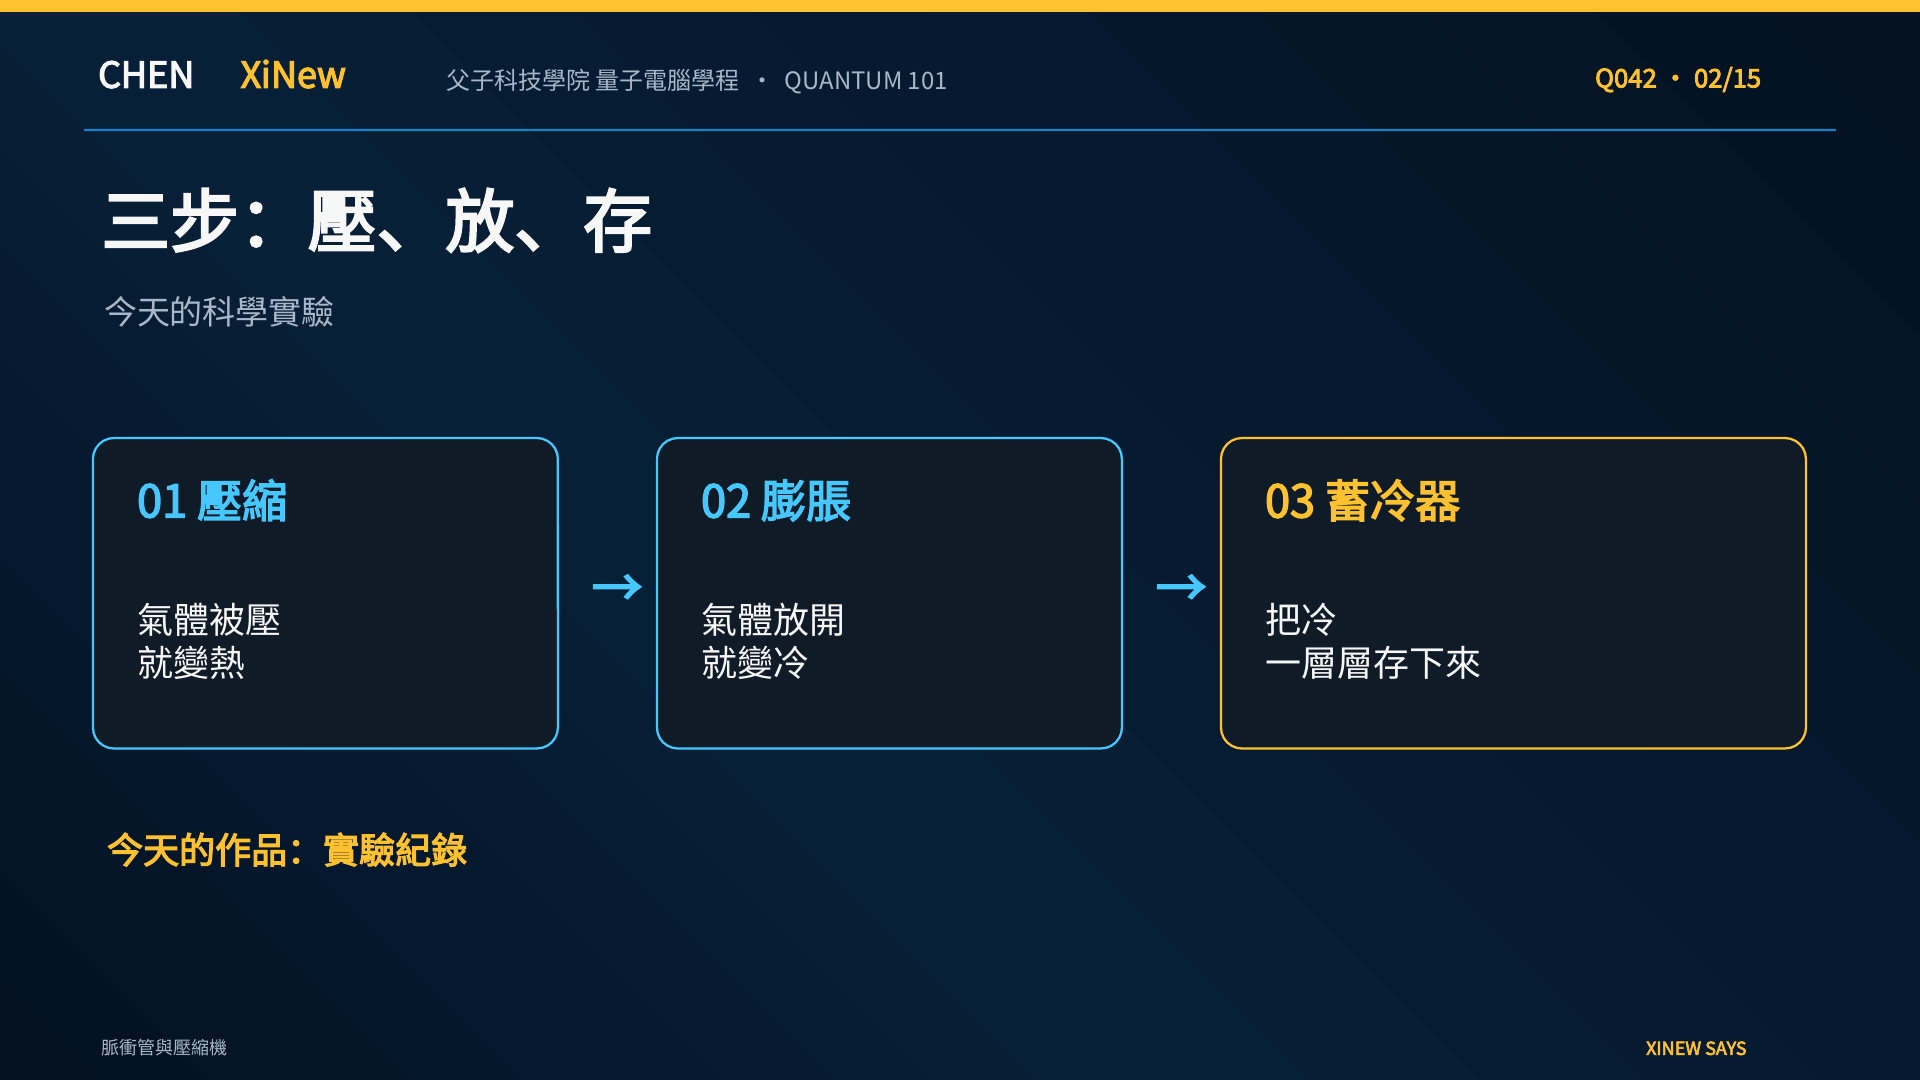 CHEN XiNew 父子科技學院 量子電腦學程 • QUANTUM 101 Q042 • 02/15
三步：壓、放、存
今天的科學實驗
01 壓縮
氣體被壓
就變熱
→
02 膨脹
氣體放開
就變冷
→
03 蓄冷器
把冷
一層層存下來
今天的作品：實驗紀錄
脈衝管與壓縮機
XINEW SAYS